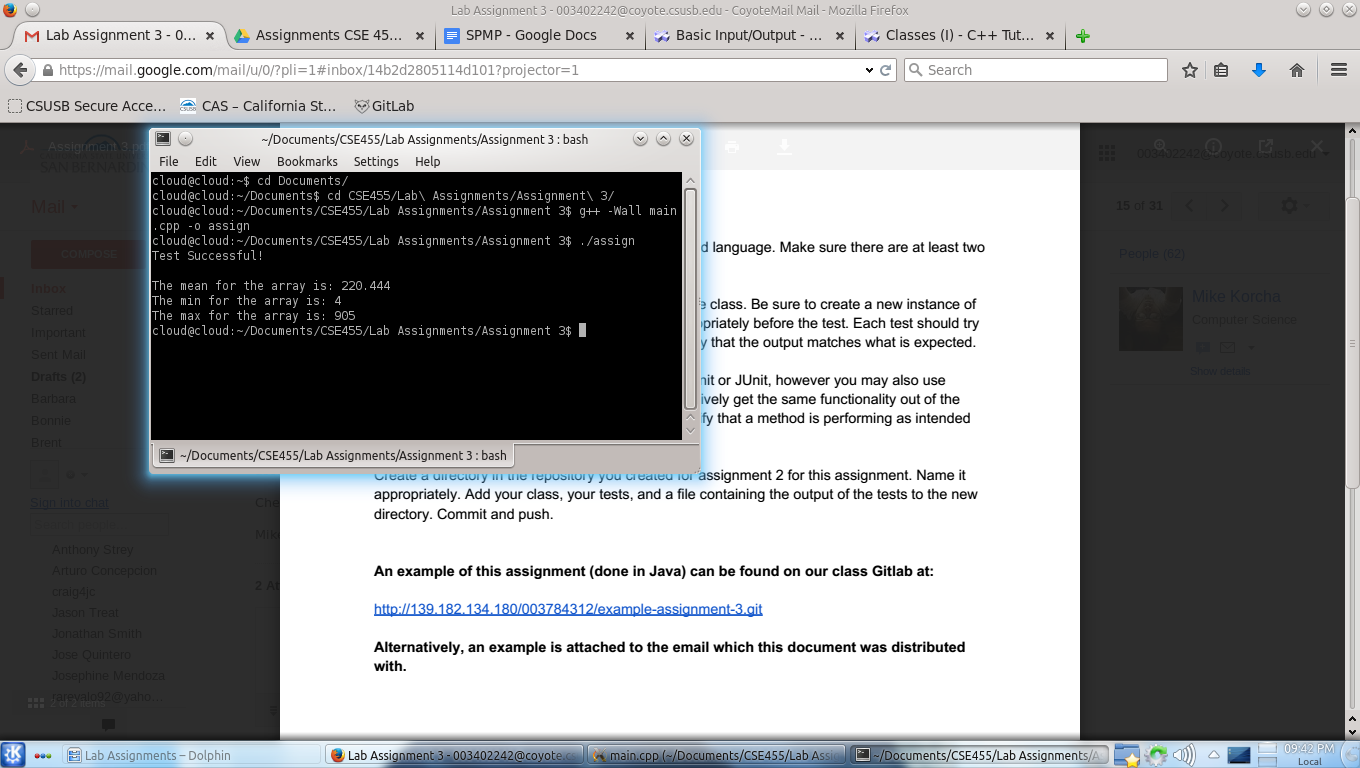 Lab Assignment 3 - 003402242@coyote.csusb.edu - CoyoteMail Mail - Mozilla Firefox
Lab Assignment 3 - 0…
Assignments CSE 45…
SPMP - Google Docs
Basic Input/Output - …
Classes (I) - C++ Tut…
https://mail.google.com/mail/u/0/?pli=1#inbox/14b2d2805114d101?projector=1
Search
CSUSB Secure Acce…
CAS – California St…
GitLab
~/Documents/CSE455/Lab Assignments/Assignment 3 : bash
File Edit View Bookmarks Settings Help
cloud@cloud:~$ cd Documents/
cloud@cloud:~/Documents$ cd CSE455/Lab\ Assignments/Assignment\ 3/
cloud@cloud:~/Documents/CSE455/Lab Assignments/Assignment 3$ g++ -Wall main
.cpp -o assign
cloud@cloud:~/Documents/CSE455/Lab Assignments/Assignment 3$ ./assign
Test Successful!
The mean for the array is: 220.444
The min for the array is: 4
The max for the array is: 905
cloud@cloud:~/Documents/CSE455/Lab Assignments/Assignment 3$
~/Documents/CSE455/Lab Assignments/Assignment 3 : bash
Assignment 3.pd
SAN BERNARD
Mail
COMPOSE
Inbox
Starred
Important
Sent Mail
Drafts (2)
Barbara
Bonnie
Brent
Sign into chat
Anthony Strey
Arturo Concepcion
craig4jc
Jason Treat
Jonathan Smith
Jose Quintero
Josephine Mendoza
rarevalo92@yaho…
2 of 2 items
Che
Mike
2 At
d language. Make sure there are at least two
e class. Be sure to create a new instance of
priately before the test. Each test should try
y that the output matches what is expected.
nit or JUnit, however you may also use
ively get the same functionality out of the
ify that a method is performing as intended
Create a directory in the repository you created for assignment 2 for this assignment. Name it
appropriately. Add your class, your tests, and a file containing the output of the tests to the new
directory. Commit and push.
An example of this assignment (done in Java) can be found on our class Gitlab at:
http://139.182.134.180/003784312/example-assignment-3.git
Alternatively, an example is attached to the email which this document was distributed
with.
003402242@coyote.csusb.edu
15 of 31
People (62)
Mike Korcha
Computer Science
Show details
Lab Assignments – Dolphin
Lab Assignment 3 - 003402242@coyote.c
main.cpp (~/Documents/CSE455/Lab Assi
~/Documents/CSE455/Lab Assignments/A
09:42 PM
Local